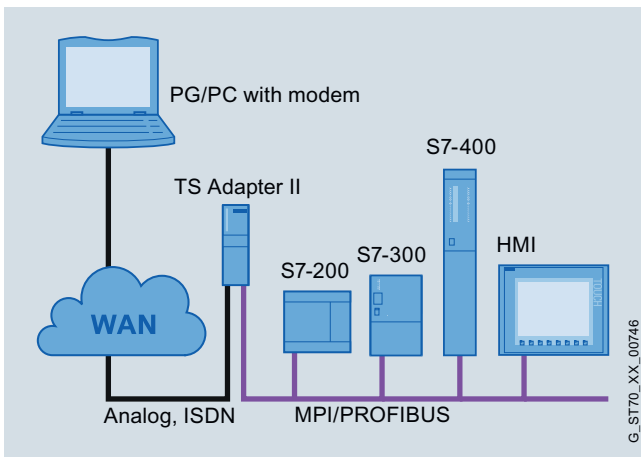 PG/PC with modem
S7-400
TS Adapter II
S7-200
S7-300
HMI
WAN
Analog, ISDN
MPI/PROFIBUS
G_ST70_XX_00746